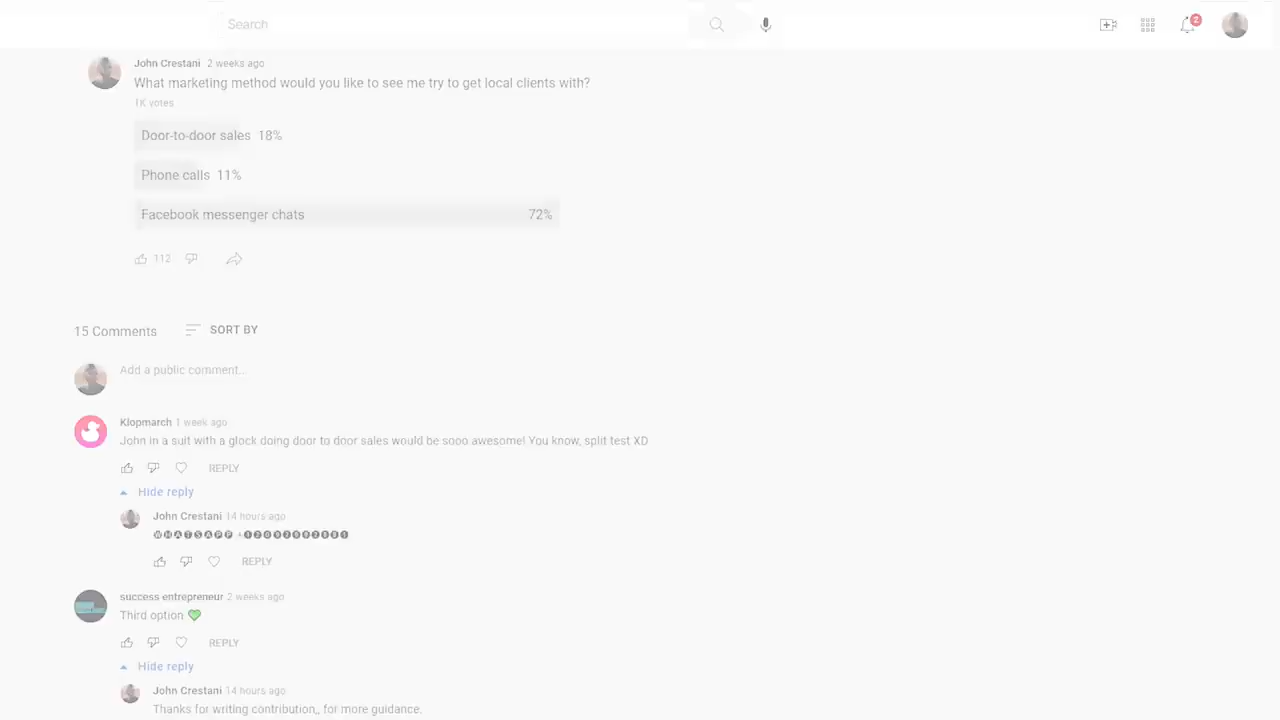 Search
2
John Crestani 2 weeks ago
What marketing method would you like to see me try to get local clients with?
1K votes
Door-to-door sales 18%
Phone calls 11%
Facebook messenger chats 72%
112
15 Comments SORT BY
Add a public comment...
Klopmarch 1 week ago
John in a suit with a glock doing door to door sales would be sooo awesome! You know, split test XD
REPLY
Hide reply
John Crestani 14 hours ago
🅦🅗🅐🅣🅢🅐🅟🅟
REPLY
success entrepreneur 2 weeks ago
Third option 💚
REPLY
Hide reply
John Crestani 14 hours ago
Thanks for writing contribution,, for more guidance.